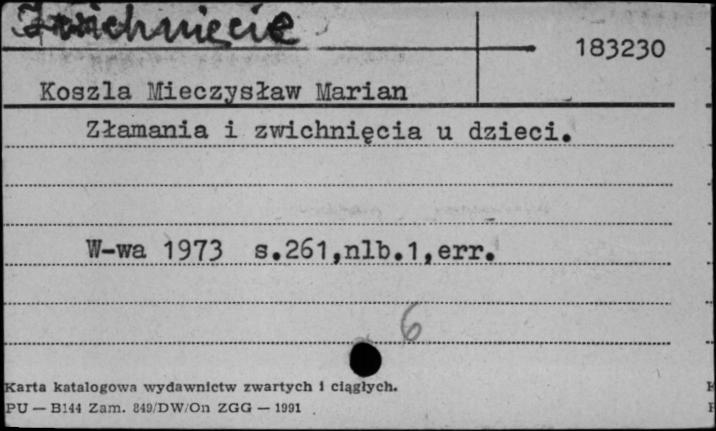 Zwichnięcie
183230
Koszla Mieczysław Marian
Złamania i zwichnięcia u dzieci.
W-wa 1973 s.261,nlb.1,err.
6
Karta katalogowa wydawnictw zwartych i ciągłych.
PU — B144 Zam. 849/DW/On ZGG — 1991